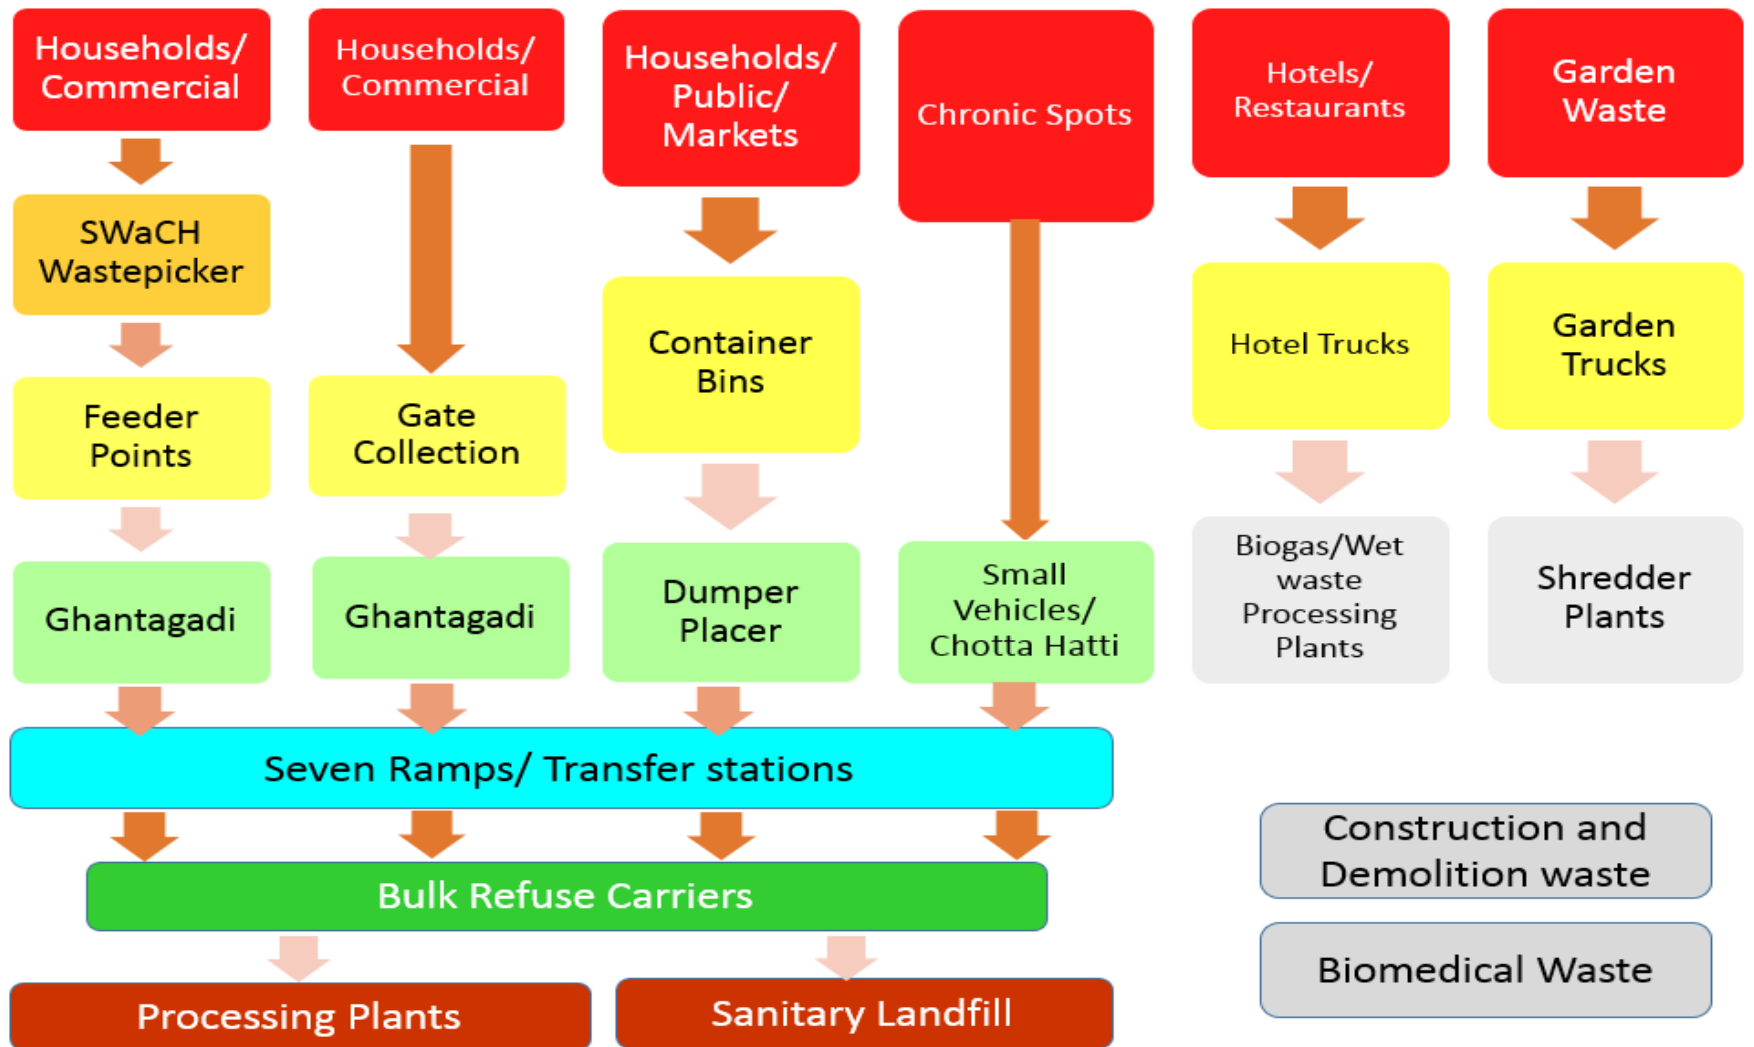 Households/
Commercial
Households/
Commercial
Households/
Public/
Markets
Chronic Spots
Hotels/
Restaurants
Garden
Waste
SWaCH
Wastepicker
Feeder
Points
Gate
Collection
Container
Bins
Hotel Trucks
Garden
Trucks
Ghantagadi
Ghantagadi
Dumper
Placer
Small
Vehicles/
Chotta Hatti
Biogas/Wet
waste
Processing
Plants
Shredder
Plants
Seven Ramps/ Transfer stations
Bulk Refuse Carriers
Processing Plants
Sanitary Landfill
Construction and
Demolition waste
Biomedical Waste